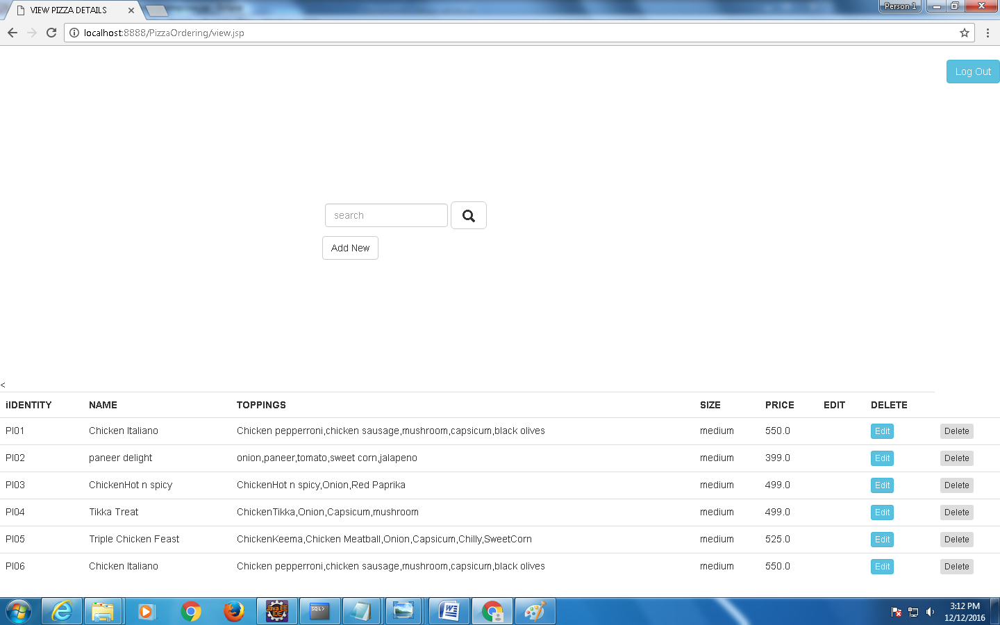 VIEW PIZZA DETAILS
Person 1
localhost:8888/PizzaOrdering/view.jsp
Log Out
search
Add New
<
iIDENTITY NAME TOPPINGS SIZE PRICE EDIT DELETE
PI01 Chicken Italiano Chicken pepperroni,chicken sausage,mushroom,capsicum,black olives medium 550.0 Edit Delete
PI02 paneer delight onion,paneer,tomato,sweet corn,jalapeno medium 399.0 Edit Delete
PI03 ChickenHot n spicy ChickenHot n spicy,Onion,Red Paprika medium 499.0 Edit Delete
PI04 Tikka Treat ChickenTikka,Onion,Capsicum,mushroom medium 499.0 Edit Delete
PI05 Triple Chicken Feast ChickenKeema,Chicken Meatball,Onion,Capsicum,Chilly,SweetCorn medium 525.0 Edit Delete
PI06 Chicken Italiano Chicken pepperroni,chicken sausage,mushroom,capsicum,black olives medium 550.0 Edit Delete
Java EE
IDE
SQL>
3:12 PM
12/12/2016